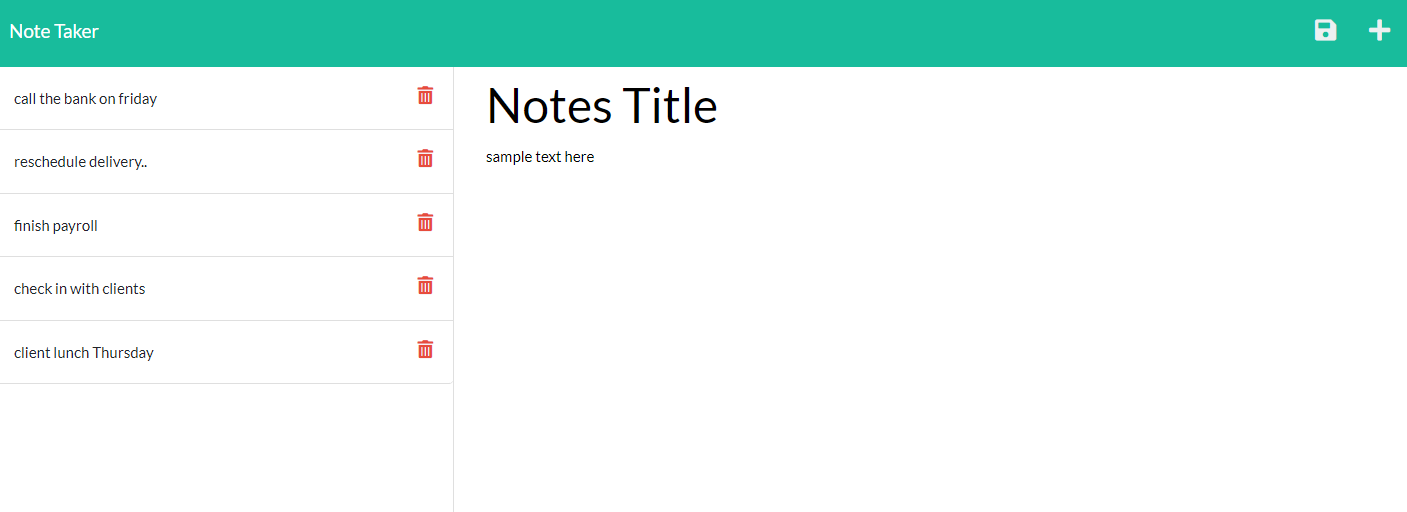 Note Taker
call the bank on friday
reschedule delivery..
finish payroll
check in with clients
client lunch Thursday
Notes Title
sample text here